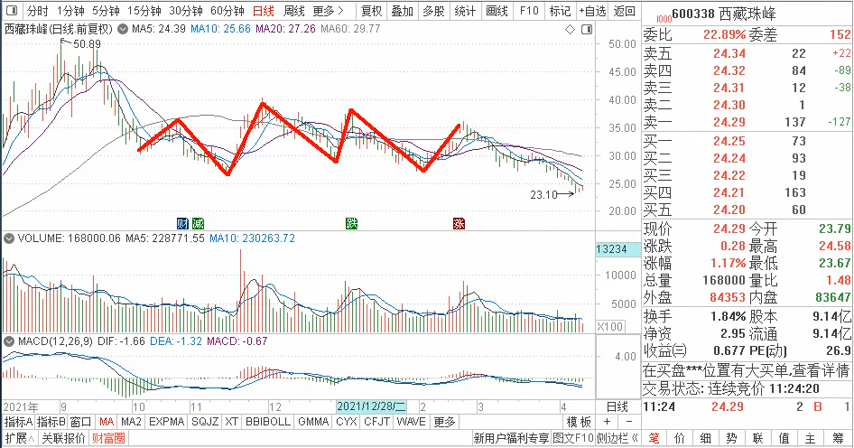 分时 1分钟 5分钟 15分钟 30分钟 60分钟 日线 周线 更多 > 复权 叠加 多股 统计 画线 F10 标记 +自选 返回
西藏珠峰(日线.前复权) MA5: 24.39 MA10: 25.66 MA20: 27.26 MA60: 29.77
50.89
50.00
45.00
40.00
35.00
30.00
25.00
20.00
23.10
财 减 跌 涨
VOLUME: 168000.06 MA5: 228771.55 MA10: 230263.72
13234
10000
5000
X100
MACD(12,26,9) DIF: -1.66 DEA: -1.32 MACD: -0.67
4.00
0.00
2021年 9 10 11 12 2021/12/28/二 2 3 4 日线
指标A 指标B 窗口 MA MA2 EXPMA SQJZ XT BBIBOLL GMMA CYX CFJT WAVE 更多 模板 + －
扩展∧ 关联报价 财富圈 新用户福利专享 图文F10 侧边栏《
1000 600338 西藏珠峰
委比 22.89% 委差 152
卖五 24.34 22 +22
卖四 24.32 84 -89
卖三 24.31 12 -38
卖二 24.30 1
卖一 24.29 137 -127
买一 24.25 73
买二 24.24 93
买三 24.22 19
买四 24.21 163
买五 24.20 60
现价 24.29 今开 23.79
涨跌 0.28 最高 24.58
涨幅 1.17% 最低 23.67
总量 168000 量比 1.48
外盘 84353 内盘 83647
换手 1.84% 股本 9.14亿
净资 2.95 流通 9.14亿
收益㈢ 0.677 PE(动) 26.9
在买盘***位置有大买单,查看详情
交易状态: 连续竞价 11:24:20
11:24 24.29 2 B 1
笔 价 细 势 联 值 主 筹